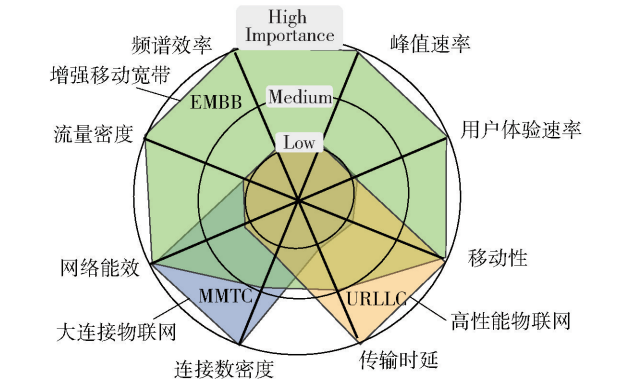 High
Importance
频谱效率
峰值速率
增强移动宽带
EMBB
Medium
流量密度
用户体验速率
Low
网络能效
移动性
MMTC
URLLC
大连接物联网
高性能物联网
连接数密度
传输时延